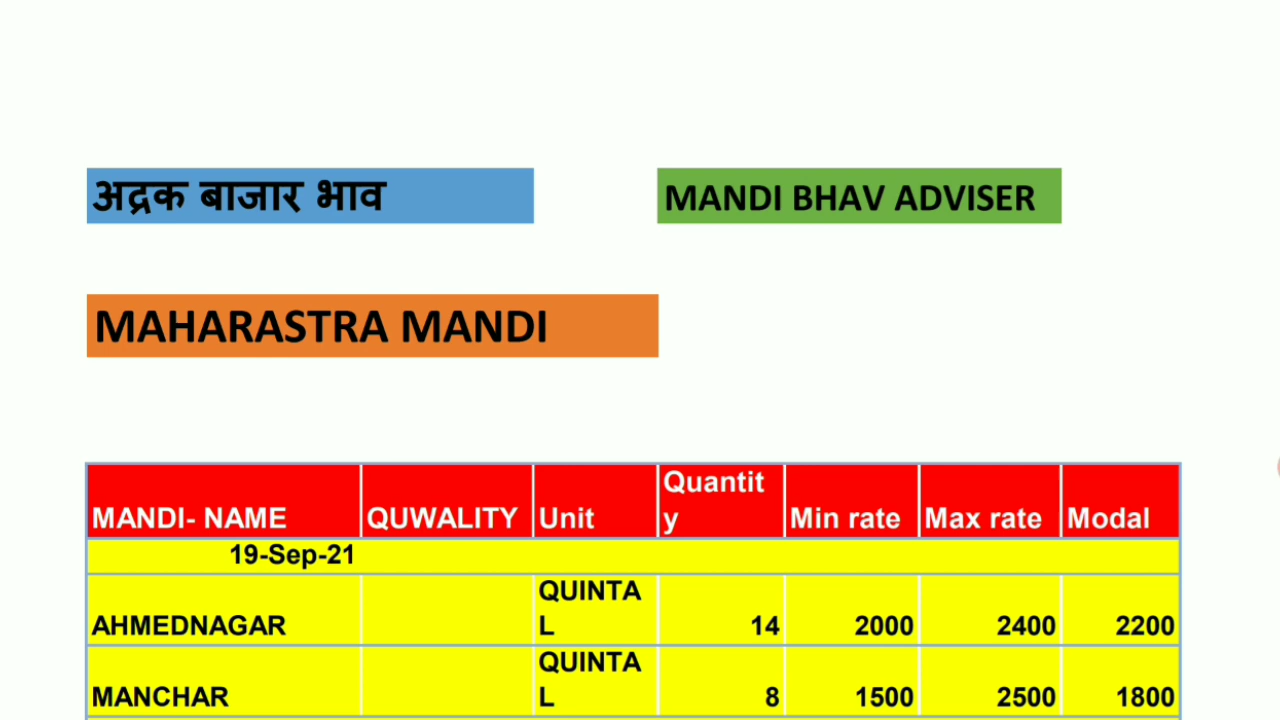 अद्रक बाजार भाव MANDI BHAV ADVISER
MAHARASTRA MANDI
MANDI- NAME QUWALITY Unit Quantit
y Min rate Max rate Modal
19-Sep-21
AHMEDNAGAR QUINTA
L 14 2000 2400 2200
MANCHAR QUINTA
L 8 1500 2500 1800